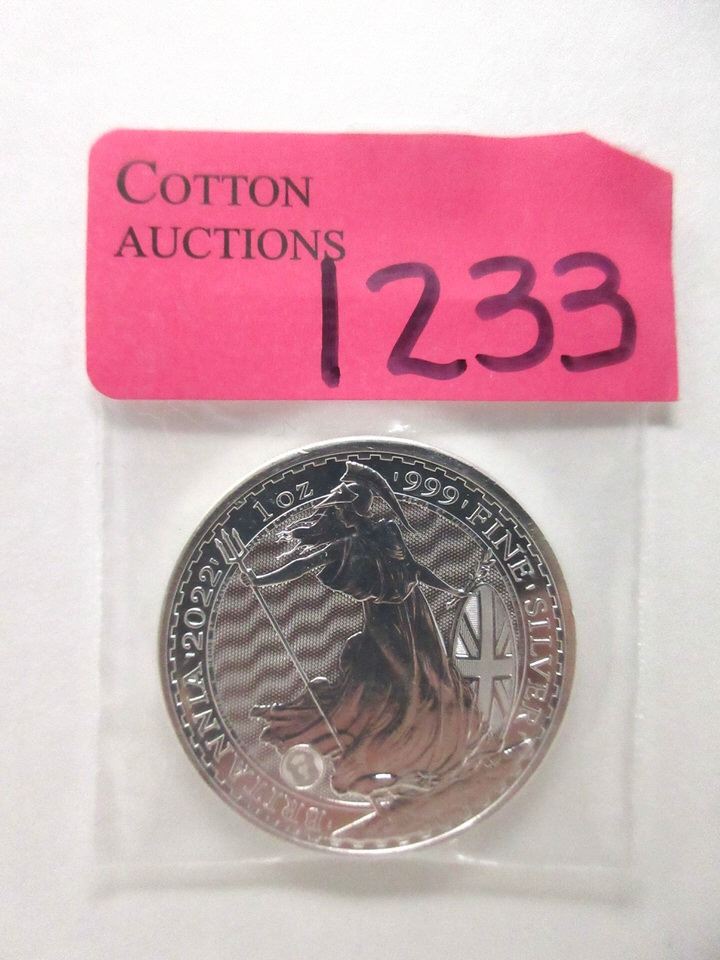 COTTON
AUCTIONS
1233
BRITANNIA 2022 1 oz 999 FINE SILVER